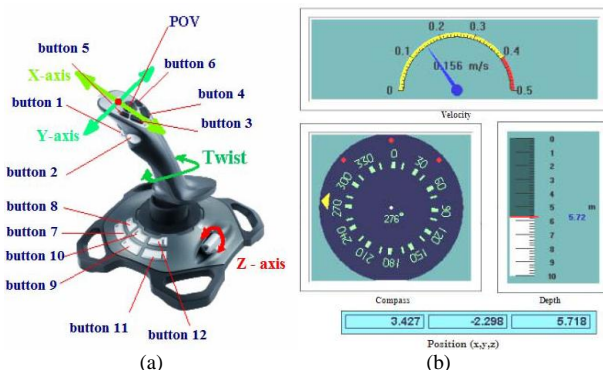 button 5
POV
X-axis
button 6
button 1
button 4
Y-axis
button 3
button 2
Twist
button 8
button 7
button 10
button 9
Z - axis
button 11
button 12
(a)
0
0.1
0.2
0.3
0.4
0.5
0.156 m/s
Velocity
0
30
60
90
120
150
180
210
240
270
300
330
276°
Compass
0
1
2
3
4
5
6
7
8
9
10
m
5.72
Depth
3.427 -2.298 5.718
Position (x,y,z)
(b)